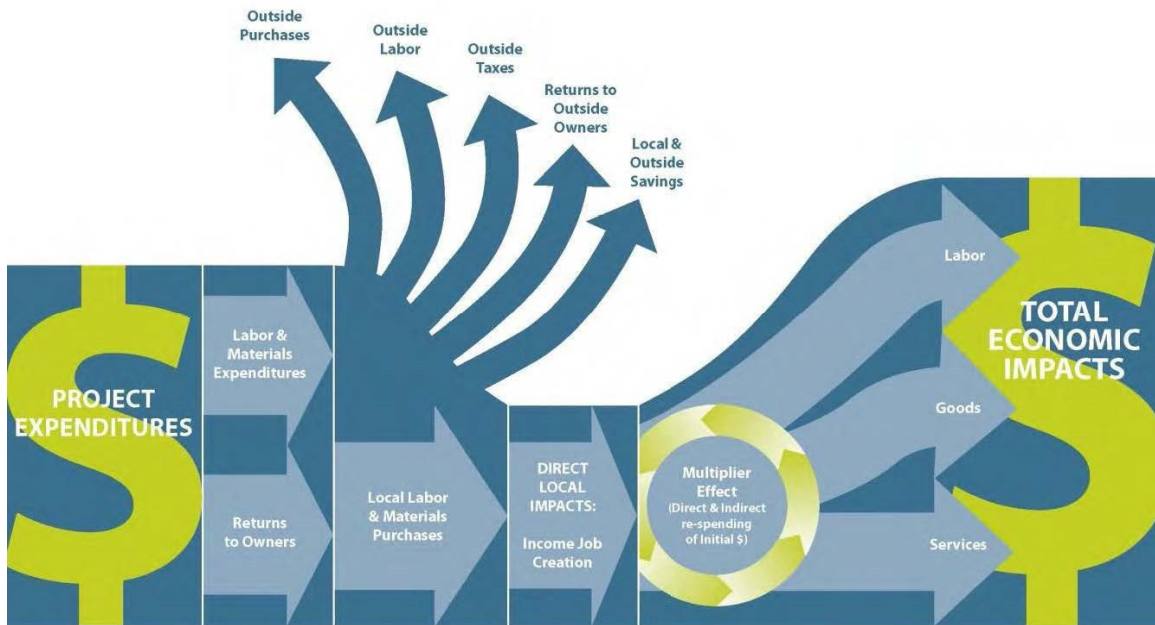 Outside
Purchases
Outside
Labor
Outside
Taxes
Returns to
Outside
Owners
Local &
Outside
Savings
PROJECT
EXPENDITURES
Labor &
Materials
Expenditures
Returns
to Owners
Local Labor
& Materials
Purchases
DIRECT
LOCAL
IMPACTS:
Income Job
Creation
Multiplier
Effect
(Direct & Indirect
re-spending
of Initial $)
Labor
Goods
Services
TOTAL
ECONOMIC
IMPACTS